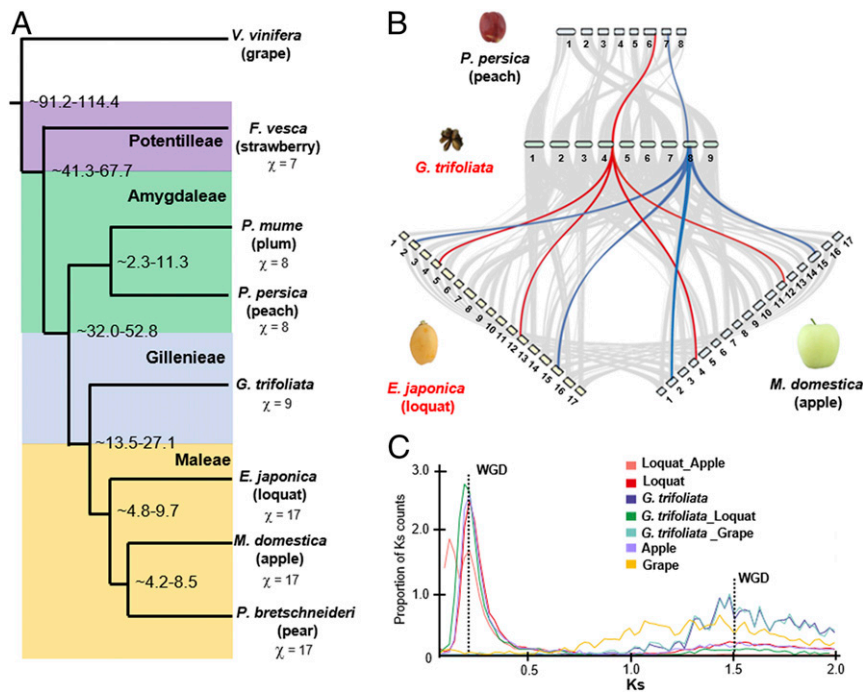 A
V. vinifera
(grape)
~91.2-114.4
Potentilleae
F. vesca
(strawberry)
χ = 7
~41.3-67.7
Amygdaleae
P. mume
(plum)
χ = 8
~2.3-11.3
P. persica
(peach)
χ = 8
~32.0-52.8
Gillenieae
G. trifoliata
χ = 9
~13.5-27.1
Maleae
E. japonica
(loquat)
χ = 17
~4.8-9.7
M. domestica
(apple)
χ = 17
~4.2-8.5
P. bretschneideri
(pear)
χ = 17
B
1 2 3 4 5 6 7 8
P. persica
(peach)
G. trifoliata
1 2 3 4 5 6 7 8 9
1 2 3 4 5 6 7 8 9 10 11 12 13 14 15 16 17
E. japonica
(loquat)
1 2 3 4 5 6 7 8 9 10 11 12 13 14 15 16 17
M. domestica
(apple)
C
Proportion of Ks counts
3.0
2.0
1.0
0
WGD
Loquat_Apple
Loquat
G. trifoliata
G. trifoliata_Loquat
G. trifoliata_Grape
Apple
Grape
WGD
0.5
1.0
1.5
2.0
Ks